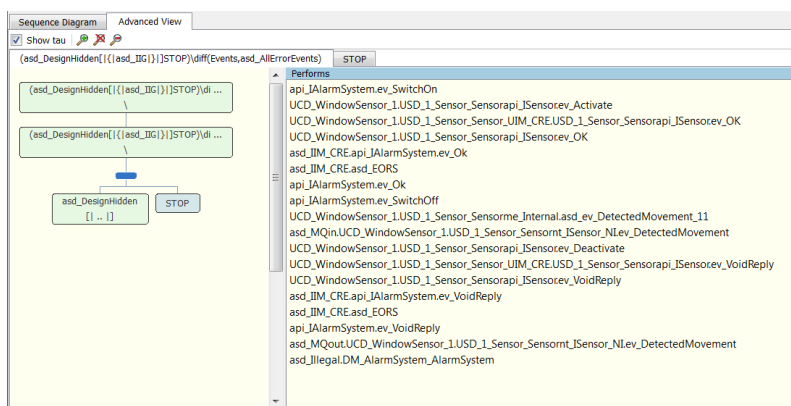 Sequence Diagram
Advanced View
Show tau
(asd_DesignHidden[|{|asd_IIG|}|]STOP)\diff(Events,asd_AllErrorEvents)
STOP
(asd_DesignHidden[|{|asd_IIG|}|]STOP)\di ...
\
(asd_DesignHidden[|{|asd_IIG|}|]STOP)\di ...
\
asd_DesignHidden
[| .. |]
STOP
Performs
api_IAlarmSystem.ev_SwitchOn
UCD_WindowSensor_1.USD_1_Sensor_Sensorapi_ISensor.ev_Activate
UCD_WindowSensor_1.USD_1_Sensor_Sensor_UIM_CRE.USD_1_Sensor_Sensorapi_ISensor.ev_OK
UCD_WindowSensor_1.USD_1_Sensor_Sensorapi_ISensor.ev_OK
asd_IIM_CRE.api_IAlarmSystem.ev_Ok
asd_IIM_CRE.asd_EORS
api_IAlarmSystem.ev_Ok
api_IAlarmSystem.ev_SwitchOff
UCD_WindowSensor_1.USD_1_Sensor_Sensorme_Internal.asd_ev_DetectedMovement_11
asd_MQin.UCD_WindowSensor_1.USD_1_Sensor_Sensornt_ISensor_NI.ev_DetectedMovement
UCD_WindowSensor_1.USD_1_Sensor_Sensorapi_ISensor.ev_Deactivate
UCD_WindowSensor_1.USD_1_Sensor_Sensor_UIM_CRE.USD_1_Sensor_Sensorapi_ISensor.ev_VoidReply
UCD_WindowSensor_1.USD_1_Sensor_Sensorapi_ISensor.ev_VoidReply
asd_IIM_CRE.api_IAlarmSystem.ev_VoidReply
asd_IIM_CRE.asd_EORS
api_IAlarmSystem.ev_VoidReply
asd_MQout.UCD_WindowSensor_1.USD_1_Sensor_Sensornt_ISensor_NI.ev_DetectedMovement
asd_Illegal.DM_AlarmSystem_AlarmSystem